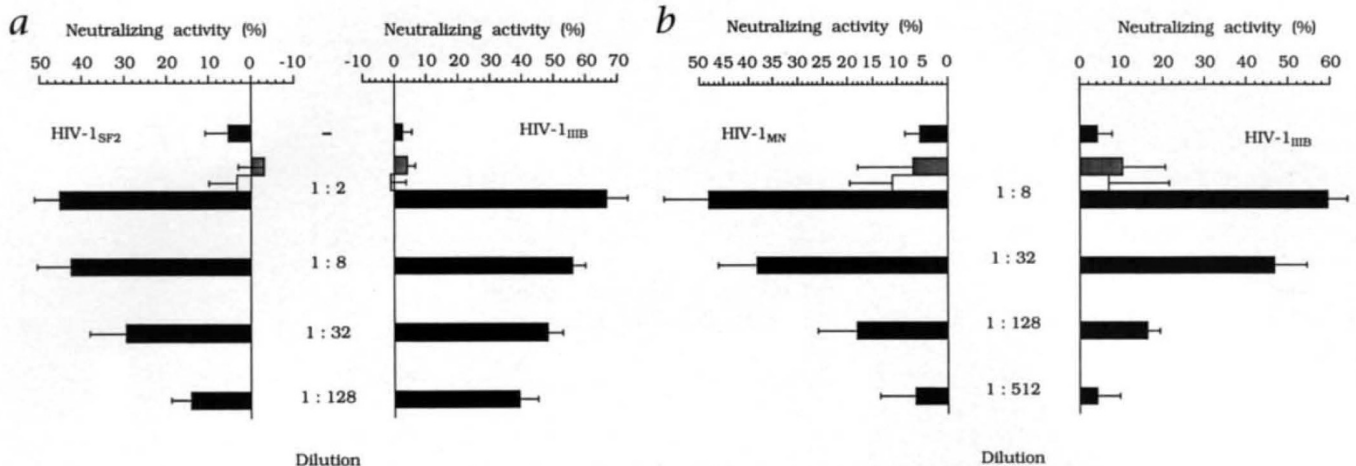 a
Neutralizing activity (%)
Neutralizing activity (%)
50 40 30 20 10 0 -10
-10 0 10 20 30 40 50 60 70
HIV-1SF2
–
HIV-1IIIB
1 : 2
1 : 8
1 : 32
1 : 128
Dilution
b
Neutralizing activity (%)
Neutralizing activity (%)
50 45 40 35 30 25 20 15 10 5 0
0 10 20 30 40 50 60
HIV-1MN
HIV-1IIIB
1 : 8
1 : 32
1 : 128
1 : 512
Dilution